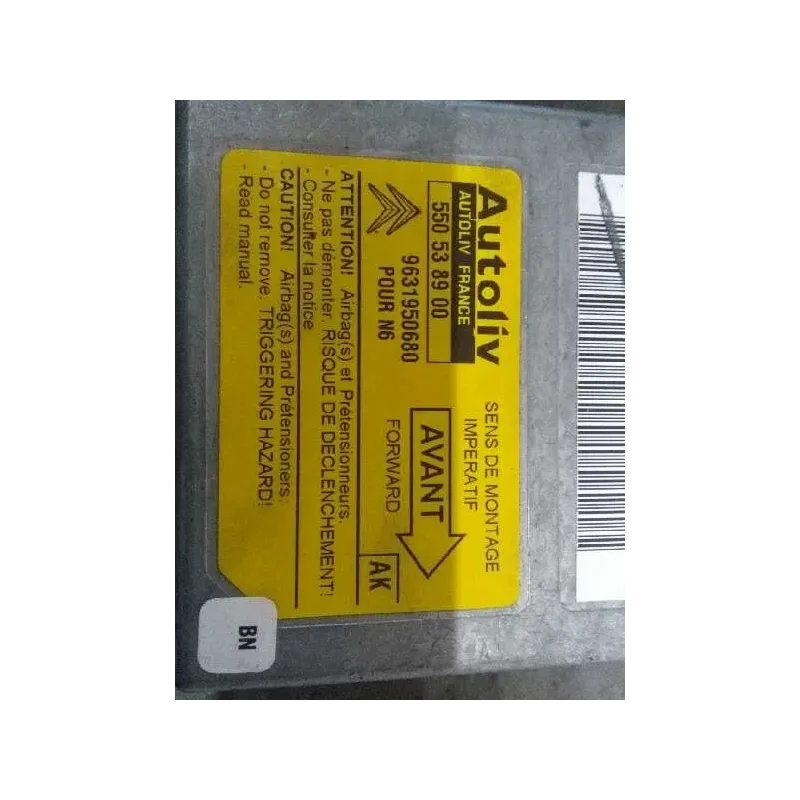 Autoliv
AUTOLIV FRANCE
550 53 89 00
9631950680
POUR N6
SENS DE MONTAGE
IMPERATIF
AVANT
FORWARD
AK
ATTENTION! Airbag(s) et Prétensionneurs.
- Ne pas démonter. RISQUE DE DECLENCHEMENT!
- Consulter la notice
CAUTION! Airbag(s) and Prétensioners.
- Do not remove. TRIGGERING HAZARD!
- Read manual.
BN